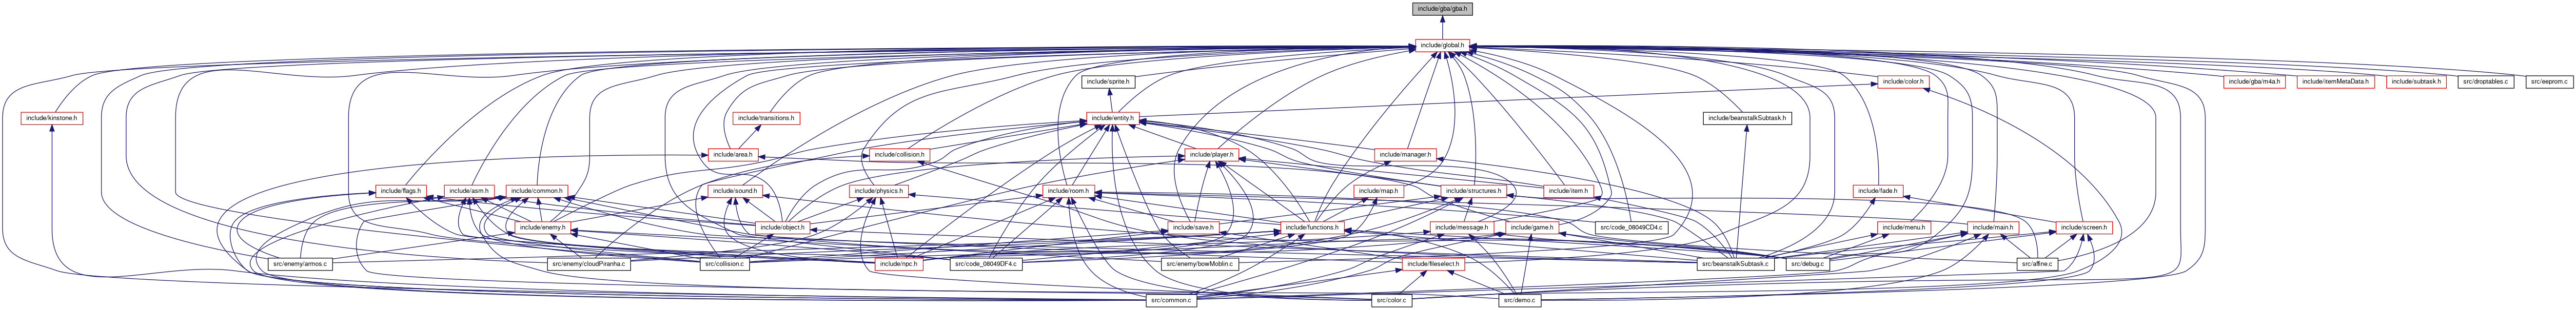 include/gba/gba.h
include/global.h
include/sprite.h
include/color.h
include/gba/m4a.h
include/itemMetaData.h
include/subtask.h
src/droptables.c
src/eeprom.c
include/kinstone.h
include/transitions.h
include/entity.h
include/beanstalkSubtask.h
include/area.h
include/collision.h
include/player.h
include/manager.h
include/flags.h
include/asm.h
include/common.h
include/sound.h
include/physics.h
include/room.h
include/map.h
include/structures.h
include/item.h
include/fade.h
include/enemy.h
include/object.h
include/save.h
include/functions.h
include/message.h
include/game.h
src/code_08049CD4.c
include/menu.h
include/main.h
include/screen.h
src/enemy/armos.c
src/enemy/cloudPiranha.c
src/collision.c
include/npc.h
src/code_08049DF4.c
src/enemy/bowMoblin.c
include/fileselect.h
src/beanstalkSubtask.c
src/debug.c
src/affine.c
src/common.c
src/color.c
src/demo.c